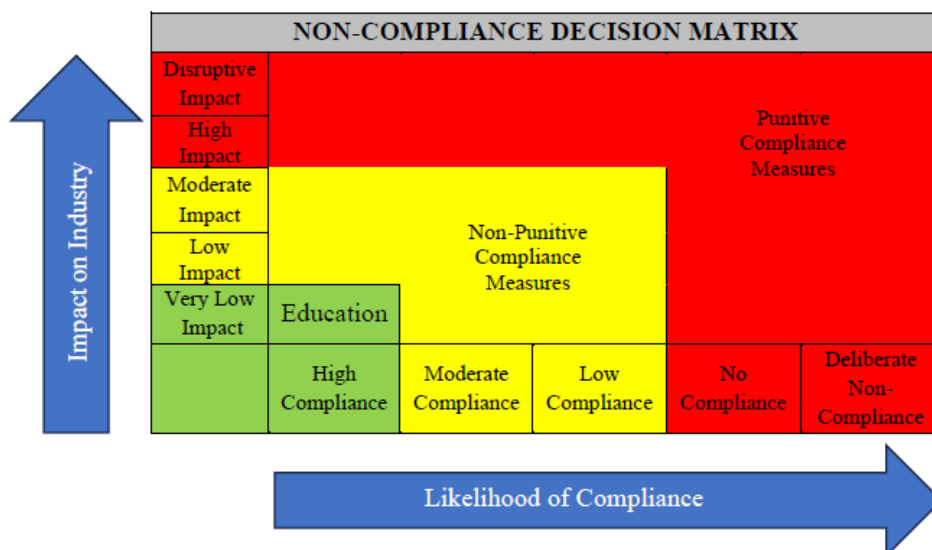 NON-COMPLIANCE DECISION MATRIX
Disruptive
Impact
High
Impact
Moderate
Impact
Low
Impact
Very Low
Impact
Punitive
Compliance
Measures
Non-Punitive
Compliance
Measures
Education
High
Compliance
Moderate
Compliance
Low
Compliance
No
Compliance
Deliberate
Non-
Compliance
Impact on Industry
Likelihood of Compliance